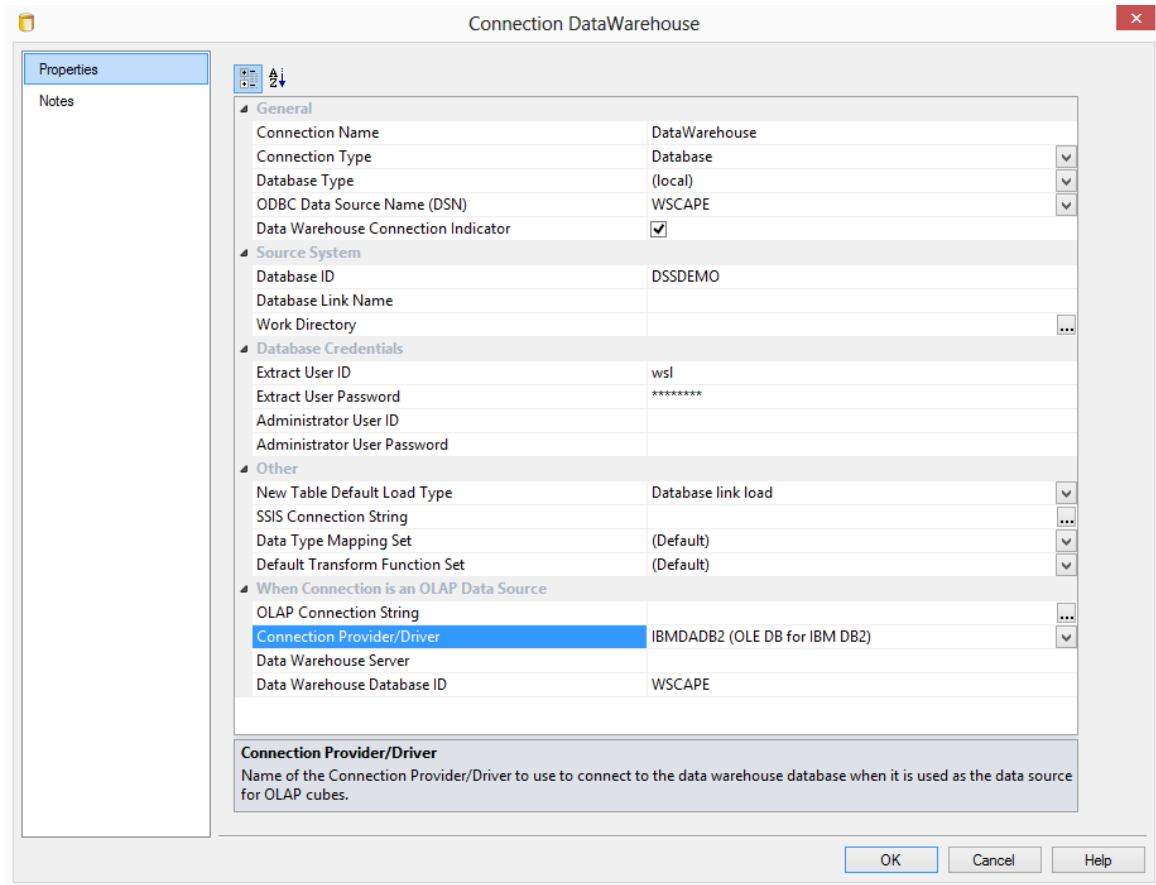 Connection DataWarehouse
Properties
Notes
General
Connection Name DataWarehouse
Connection Type Database
Database Type (local)
ODBC Data Source Name (DSN) WSCAPE
Data Warehouse Connection Indicator
Source System
Database ID DSSDEMO
Database Link Name
Work Directory ...
Database Credentials
Extract User ID wsl
Extract User Password ********
Administrator User ID
Administrator User Password
Other
New Table Default Load Type Database link load
SSIS Connection String ...
Data Type Mapping Set (Default)
Default Transform Function Set (Default)
When Connection is an OLAP Data Source
OLAP Connection String ...
Connection Provider/Driver IBMDADB2 (OLE DB for IBM DB2)
Data Warehouse Server
Data Warehouse Database ID WSCAPE
Connection Provider/Driver
Name of the Connection Provider/Driver to use to connect to the data warehouse database when it is used as the data source
for OLAP cubes.
OK Cancel Help